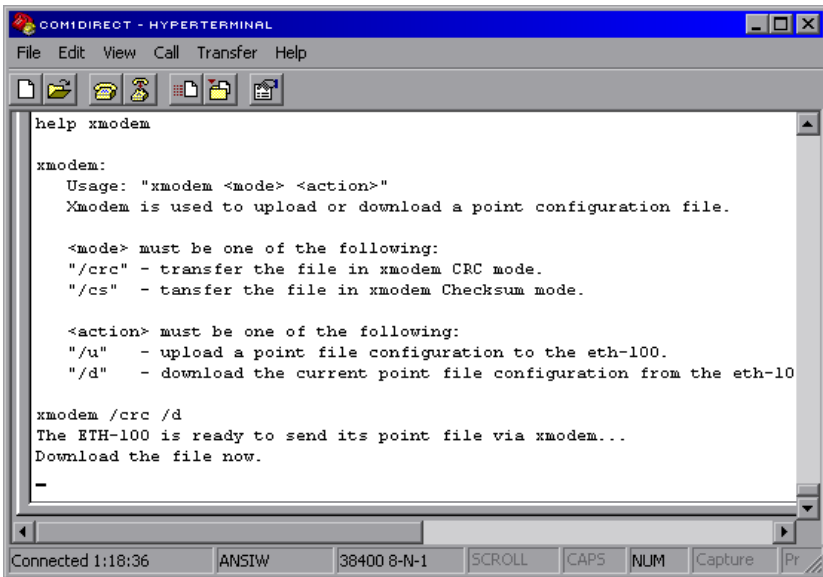 COM1DIRECT - HYPERTERMINAL
File Edit View Call Transfer Help
help xmodem
xmodem:
Usage: "xmodem <mode> <action>"
Xmodem is used to upload or download a point configuration file.
<mode> must be one of the following:
"/crc" - transfer the file in xmodem CRC mode.
"/cs" - tansfer the file in xmodem Checksum mode.
<action> must be one of the following:
"/u" - upload a point file configuration to the eth-100.
"/d" - download the current point file configuration from the eth-10
xmodem /crc /d
The ETH-100 is ready to send its point file via xmodem...
Download the file now.
Connected 1:18:36 ANSIW 38400 8-N-1 SCROLL CAPS NUM Capture Pr